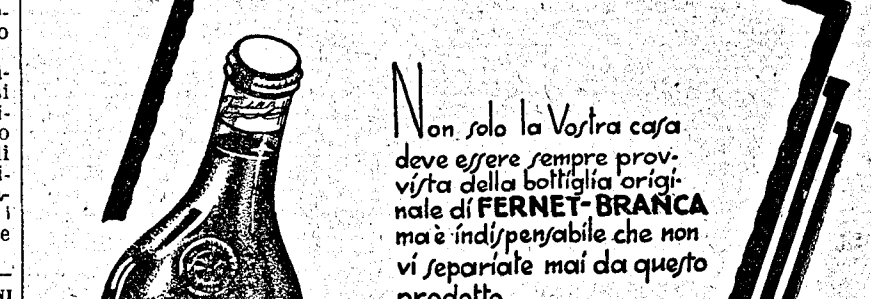 Non solo la Vostra casa
deve essere sempre prov-
vista della bottiglia origi-
nale di FERNET-BRANCA
ma è indispensabile che non
vi separiate mai da questo
prodotto